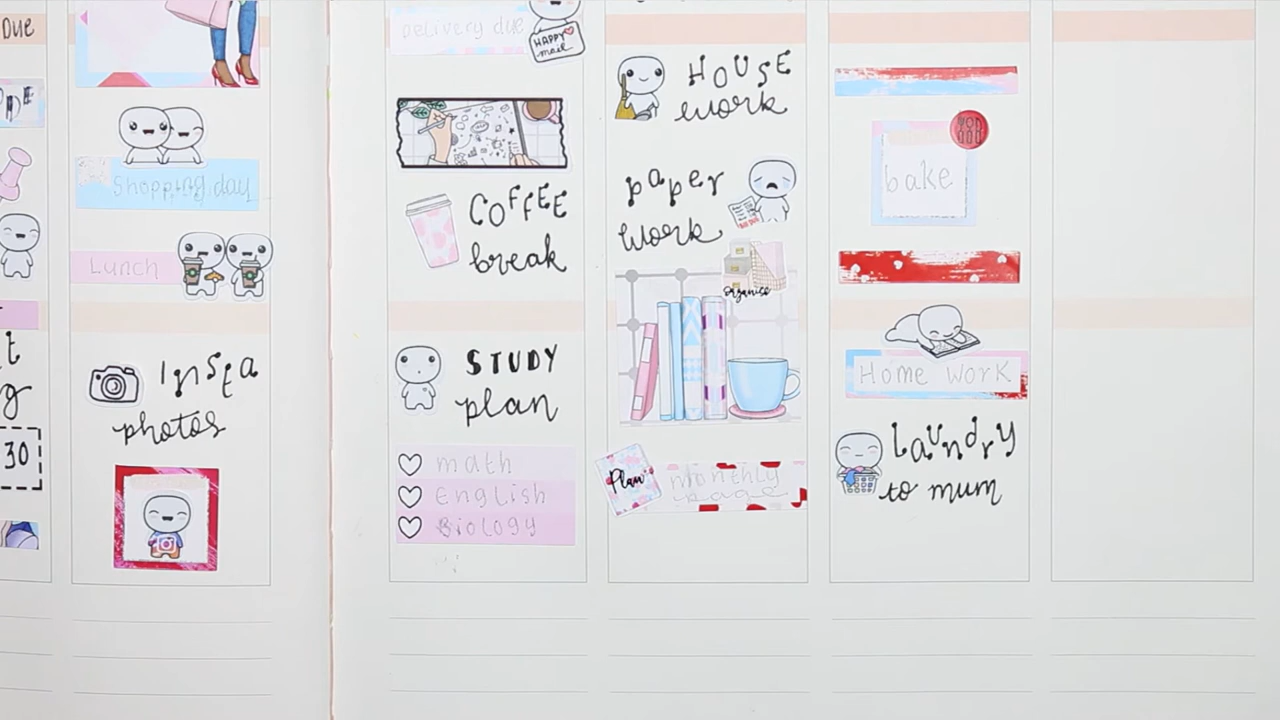 Due
Shopping day
Lunch
Insta
photos
30
Delivery due
HAPPY
mail
COFFEE
break
STUDY
plan
math
English
Biology
HOUSE
work
paper
work
organise
Plan
Monthly
page
bake
Home work
Laundry
to mum